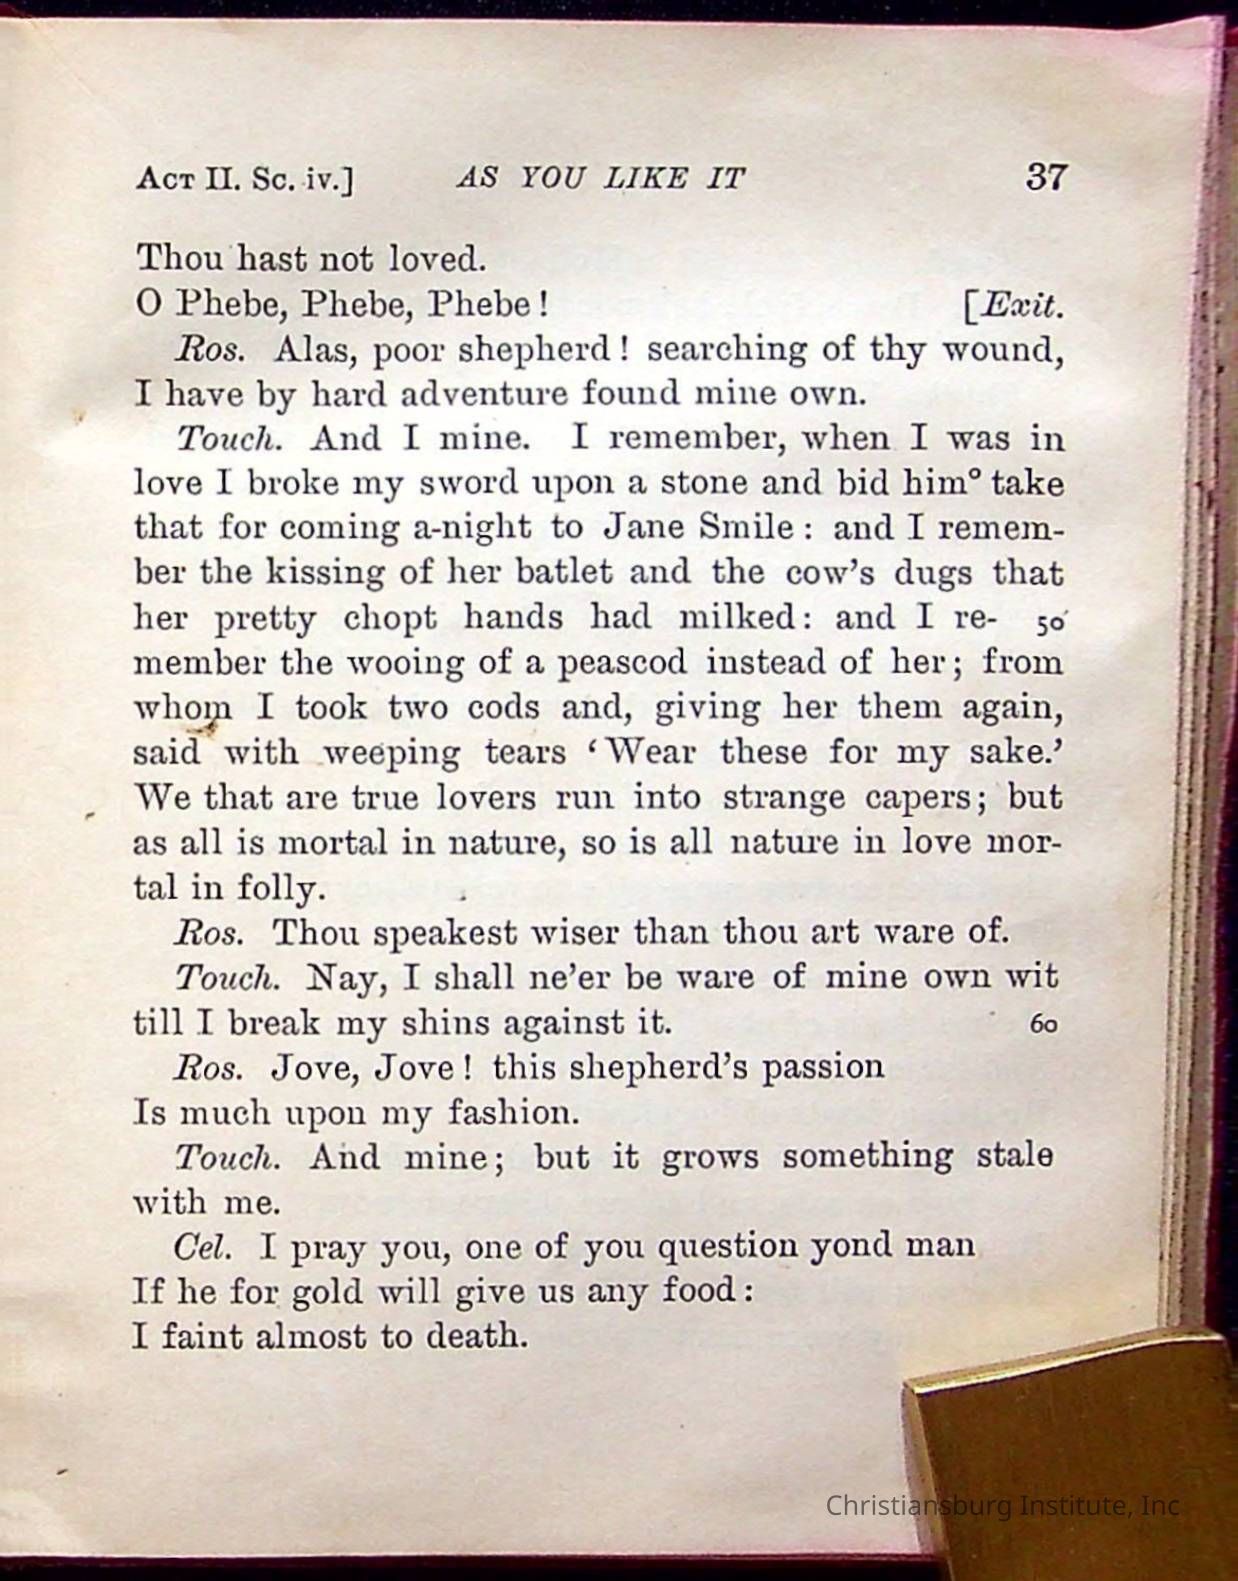 ACT II. Sc. iv.] AS YOU LIKE IT 37
Thou hast not loved.
O Phebe, Phebe, Phebe! [Exit.
Ros. Alas, poor shepherd! searching of thy wound,
I have by hard adventure found mine own.
Touch. And I mine. I remember, when I was in
love I broke my sword upon a stone and bid him° take
that for coming a-night to Jane Smile: and I remem-
ber the kissing of her batlet and the cow's dugs that
her pretty chopt hands had milked: and I re- 50
member the wooing of a peascod instead of her; from
whom I took two cods and, giving her them again,
said with weeping tears ‘Wear these for my sake.’
We that are true lovers run into strange capers; but
as all is mortal in nature, so is all nature in love mor-
tal in folly.
Ros. Thou speakest wiser than thou art ware of.
Touch. Nay, I shall ne'er be ware of mine own wit
till I break my shins against it. 60
Ros. Jove, Jove! this shepherd's passion
Is much upon my fashion.
Touch. And mine; but it grows something stale
with me.
Cel. I pray you, one of you question yond man
If he for gold will give us any food:
I faint almost to death.
Christiansburg Institute, Inc